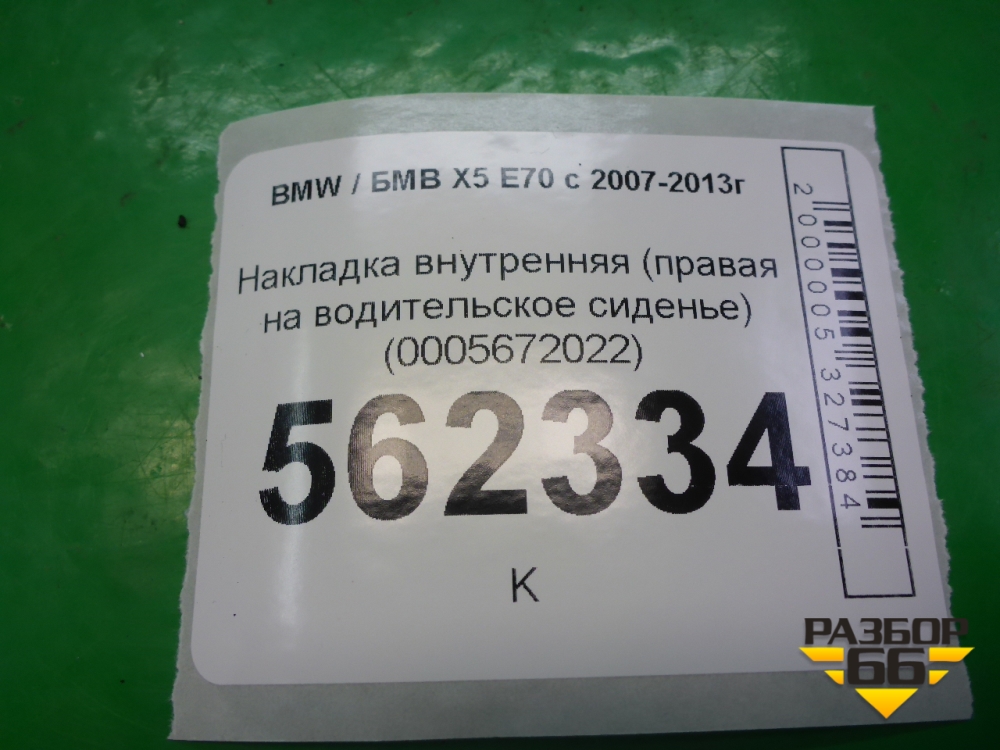 BMW / БМВ X5 E70 с 2007-2013г
Накладка внутренняя (правая
на водительское сиденье)
(0005672022)
562334
К
2000005327384
РАЗБОР
66